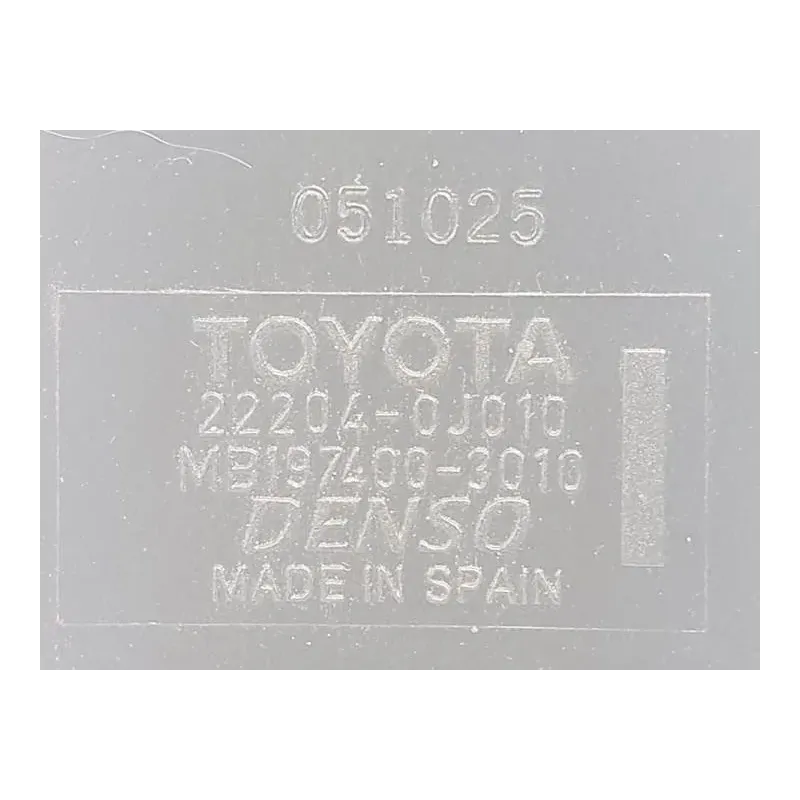 051025
TOYOTA
22204-0J010
MB197400-3010
DENSO
MADE IN SPAIN